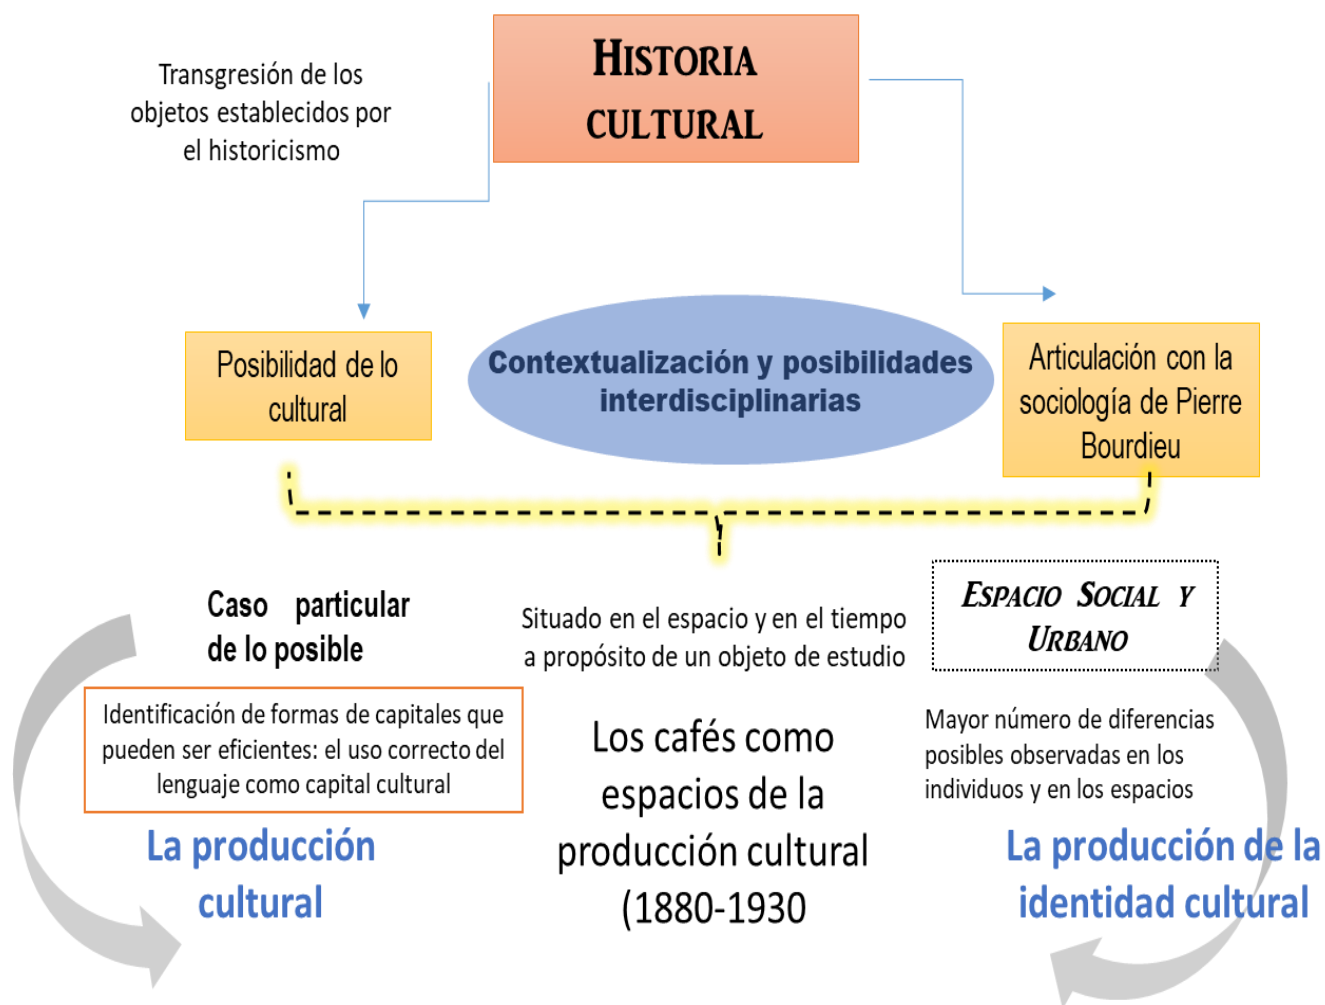 HISTORIA
CULTURAL
Transgresión de los
objetos establecidos por
el historicismo
Posibilidad de lo
cultural
Contextualización y posibilidades
interdisciplinarias
Articulación con la
sociología de Pierre
Bourdieu
Caso particular
de lo posible
Identificación de formas de capitales que
pueden ser eficientes: el uso correcto del
lenguaje como capital cultural
La producción
cultural
Situado en el espacio y en el tiempo
a propósito de un objeto de estudio
Los cafés como
espacios de la
producción cultural
(1880-1930
ESPACIO SOCIAL Y
URBANO
Mayor número de diferencias
posibles observadas en los
individuos y en los espacios
La producción de la
identidad cultural